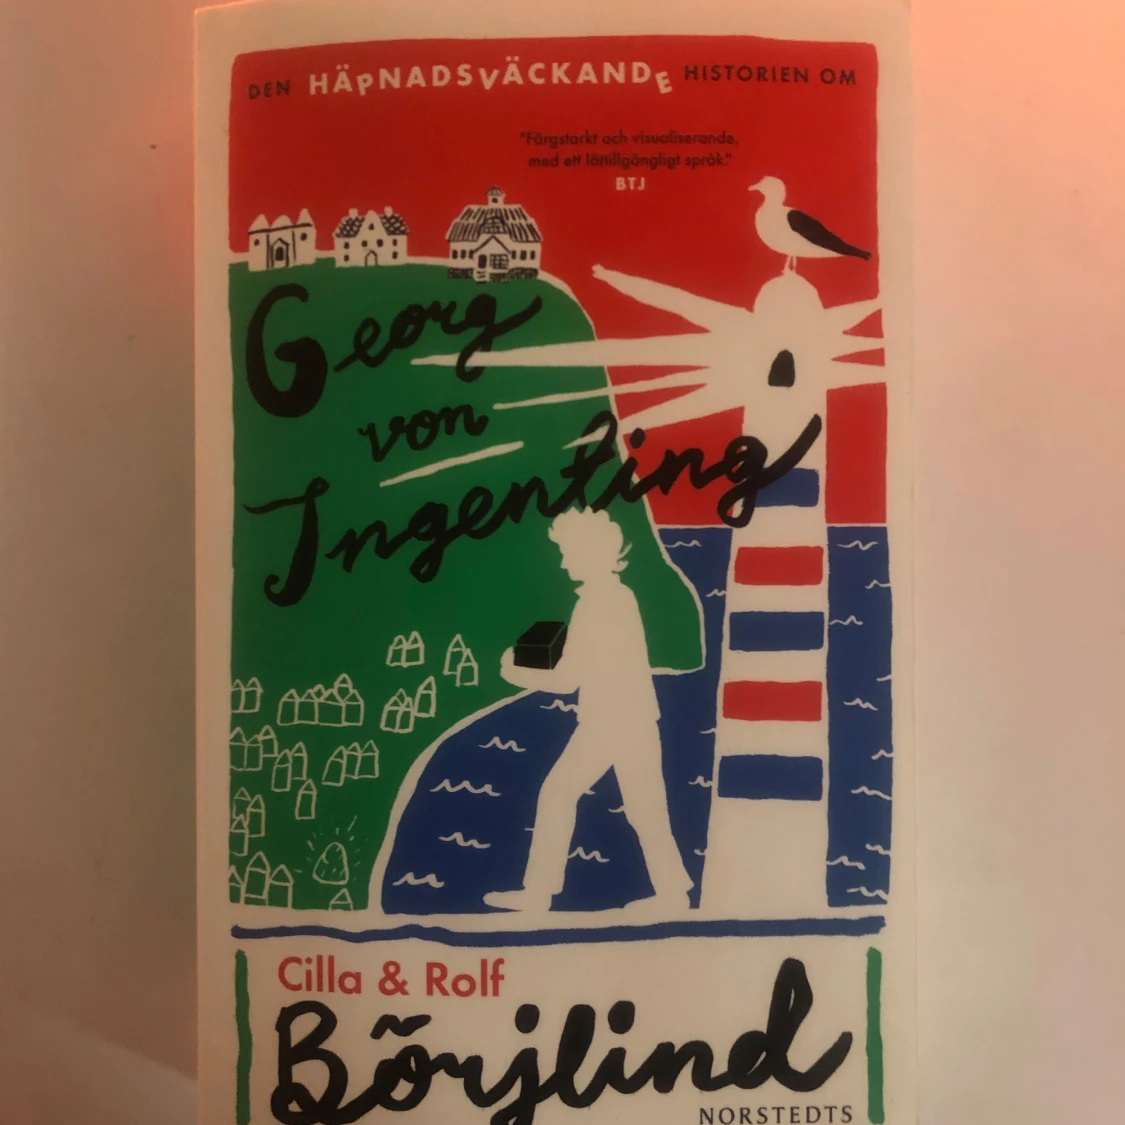 DEN HÄPNADSVÄCKANDE HISTORIEN OM
"Färgstarkt och visualiserande,
med ett lättillgängligt språk."
BTJ
Georg
von
Ingenting
Cilla & Rolf
Börjlind
NORSTEDTS